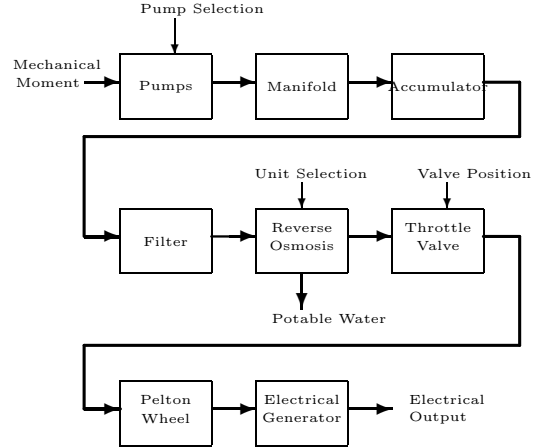 Pump Selection
Mechanical
Moment
Pumps
Manifold
Accumulator
Unit Selection
Valve Position
Filter
Reverse
Osmosis
Throttle
Valve
Potable Water
Pelton
Wheel
Electrical
Generator
Electrical
Output